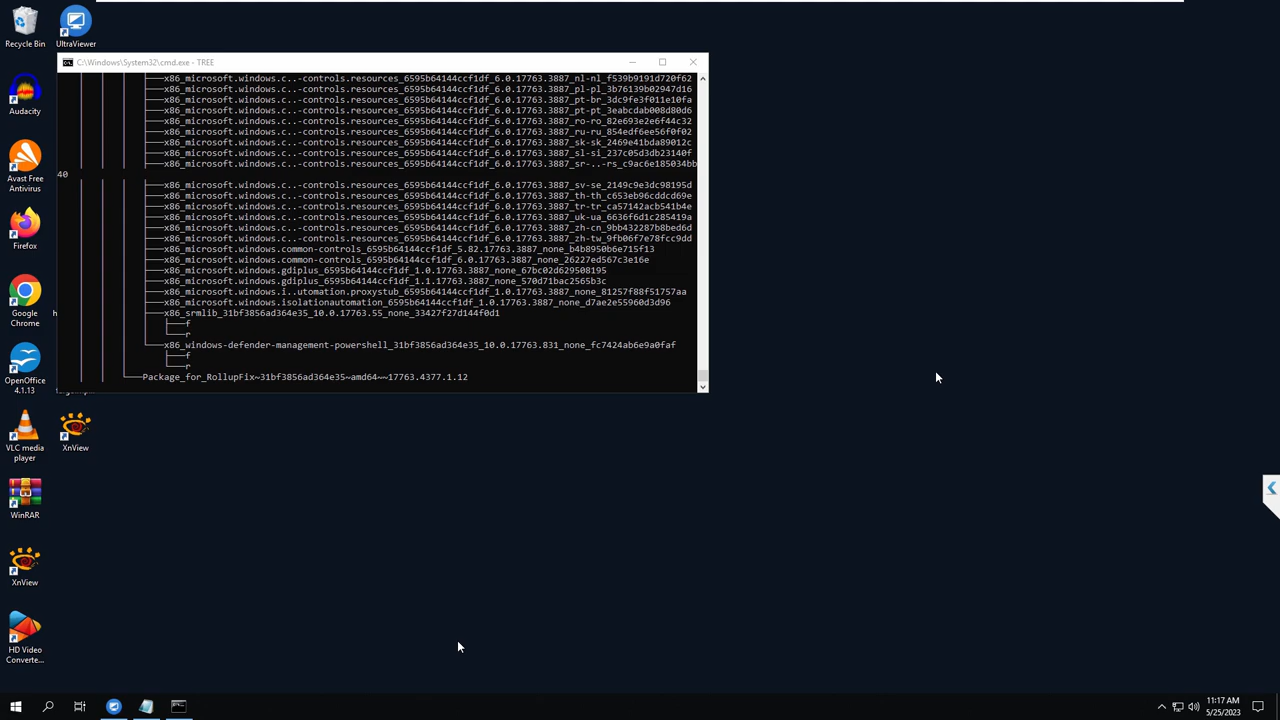 Recycle Bin
UltraViewer
Audacity
Avast Free
Antivirus
Firefox
Google
Chrome
OpenOffice
4.1.13
VLC media
player
XnView
WinRAR
XnView
HD Video
Converte...
C:\Windows\System32\cmd.exe - TREE
x86_microsoft.windows.c..-controls.resources_6595b64144ccf1df_6.0.17763.3887_nl-nl_f539b9191d720f62
x86_microsoft.windows.c..-controls.resources_6595b64144ccf1df_6.0.17763.3887_pl-pl_3b76139b02947d16
x86_microsoft.windows.c..-controls.resources_6595b64144ccf1df_6.0.17763.3887_pt-br_3dc9fe3f011e10fa
x86_microsoft.windows.c..-controls.resources_6595b64144ccf1df_6.0.17763.3887_pt-pt_3eabcdab008d80d6
x86_microsoft.windows.c..-controls.resources_6595b64144ccf1df_6.0.17763.3887_ro-ro_82e693e2e6f44c32
x86_microsoft.windows.c..-controls.resources_6595b64144ccf1df_6.0.17763.3887_ru-ru_854edf6ee56f0f02
x86_microsoft.windows.c..-controls.resources_6595b64144ccf1df_6.0.17763.3887_sk-sk_2469e41bda89012c
x86_microsoft.windows.c..-controls.resources_6595b64144ccf1df_6.0.17763.3887_sl-si_237c05d3db23140f
x86_microsoft.windows.c..-controls.resources_6595b64144ccf1df_6.0.17763.3887_sr-..-rs_c9ac6e185034bb
40
x86_microsoft.windows.c..-controls.resources_6595b64144ccf1df_6.0.17763.3887_sv-se_2149c9e3dc98195d
x86_microsoft.windows.c..-controls.resources_6595b64144ccf1df_6.0.17763.3887_th-th_c653eb96cddcd69e
x86_microsoft.windows.c..-controls.resources_6595b64144ccf1df_6.0.17763.3887_tr-tr_ca57142acb541b4e
x86_microsoft.windows.c..-controls.resources_6595b64144ccf1df_6.0.17763.3887_uk-ua_6636f6d1c285419a
x86_microsoft.windows.c..-controls.resources_6595b64144ccf1df_6.0.17763.3887_zh-cn_9bb432287b8bed6d
x86_microsoft.windows.c..-controls.resources_6595b64144ccf1df_6.0.17763.3887_zh-tw_9fb06f7e78fcc9dd
x86_microsoft.windows.common-controls_6595b64144ccf1df_5.82.17763.3887_none_b4b8950b6e715f13
x86_microsoft.windows.common-controls_6595b64144ccf1df_6.0.17763.3887_none_26227ed567c3e16e
x86_microsoft.windows.gdiplus_6595b64144ccf1df_1.0.17763.3887_none_67bc02d629508195
x86_microsoft.windows.gdiplus_6595b64144ccf1df_1.1.17763.3887_none_570d71bac2565b3c
x86_microsoft.windows.i..utomation.proxystub_6595b64144ccf1df_1.0.17763.3887_none_81257f88f51757aa
x86_microsoft.windows.isolationautomation_6595b64144ccf1df_1.0.17763.3887_none_d7ae2e55960d3d96
x86_srmlib_31bf3856ad364e35_10.0.17763.55_none_33427f27d144f0d1
f
r
x86_windows-defender-management-powershell_31bf3856ad364e35_10.0.17763.831_none_fc7424ab6e9a0faf
f
r
Package_for_RollupFix~31bf3856ad364e35~amd64~~17763.4377.1.12
11:17 AM
5/25/2023